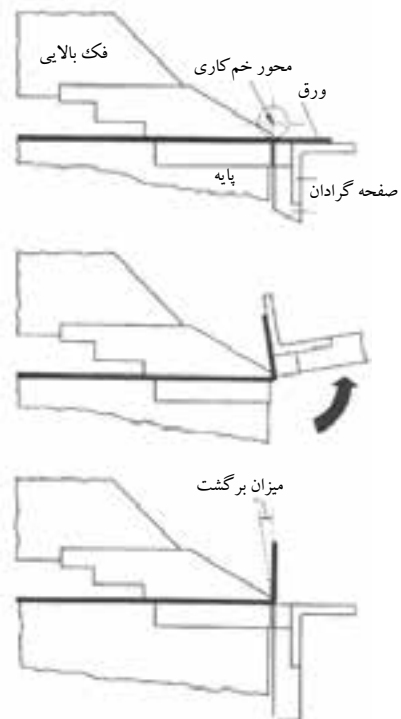 فک بالایی
محور خم‌کاری
ورق
پایه
صفحه گرادان
میزان برگشت